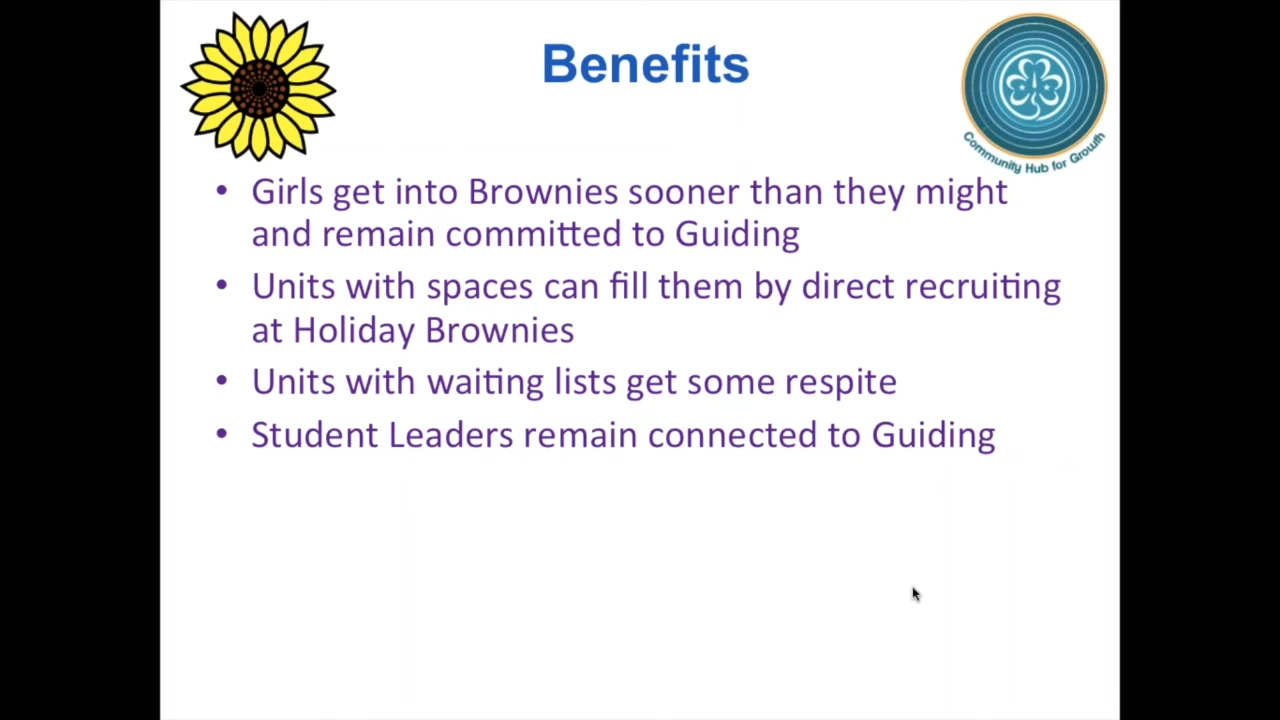 Benefits
Community Hub for Growth
• Girls get into Brownies sooner than they might
and remain committed to Guiding
• Units with spaces can fill them by direct recruiting
at Holiday Brownies
• Units with waiting lists get some respite
• Student Leaders remain connected to Guiding